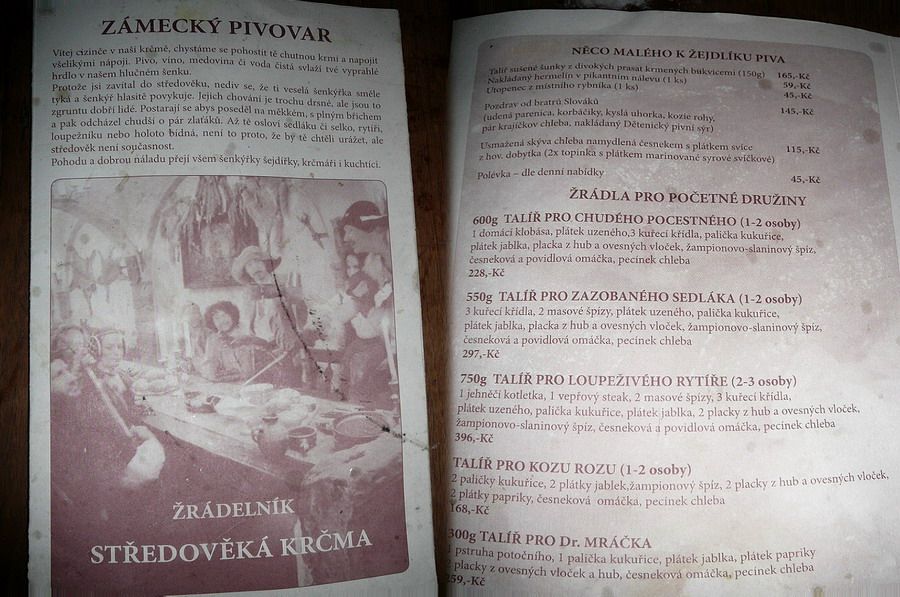 ZÁMECKÝ PIVOVAR
Vítej cizinče v naší krčmě, chystáme se pohostit tě chutnou krmí a napojit
všelikými nápoji. Pivo, víno, medovina či voda čistá svlaží tvé vyprahlé
hrdlo v našem hlučném šenku.
Protože jsi zavítal do středověku, nediv se, že ti veselá šenkýřka směle
tyká a šenkýř hlasitě povykuje. Jejich chování je trochu drsné, ale jsou to
zgruntu dobří lidé. Postarají se abys poseděl na měkkém, s plným břichem
a pak odcházel chudší o pár zlaťáků. Ať tě osloví sedláku či selko, rytíři,
loupežníku nebo holoto bídná, není to proto, že by tě chtěli urážet, ale
středověk není současnost.
Pohodu a dobrou náladu přejí všem šenkýřky šejdířky, krčmáři i kuchtíci.
ŽRÁDELNÍK
STŘEDOVĚKÁ KRČMA
NĚCO MALÉHO K ŽEJDLÍKU PIVA
Talíř sušené šunky z divokých prasat krmených bukvicemi (150g) 165,-Kč
Nakládaný hermelín v pikantním nálevu (1 ks) 59,-Kč
Utopenec z místního rybníka (1 ks) 45,-Kč
Pozdrav od bratrů Slováků 145,-Kč
(uděná parenica, korbačiky, kyslá uhorka, kozie rohy,
pár krajíčkov chleba, nakládaný Dětenický pivní sýr)
Usmažená skýva chleba namydlená česnekem s plátkem svíce
z hov. dobytka (2x topinka s plátkem marinované syrové svíčkové) 115,-Kč
Polévka – dle denní nabídky 45,-Kč
ŽRÁDLA PRO POČETNÉ DRUŽINY
600g TALÍŘ PRO CHUDÉHO POCESTNÉHO (1-2 osoby)
1 domácí klobása, plátek uzeného,3 kuřecí křídla, palička kukuřice,
plátek jablka, placka z hub a ovesných vloček, žampionovo-slaninový špíz,
česneková a povidlová omáčka, pecínek chleba
228,-Kč
550g TALÍŘ PRO ZAZOBANÉHO SEDLÁKA (1-2 osoby)
3 kuřecí křídla, 2 masové špízy, plátek uzeného, palička kukuřice,
plátek jablka, placka z hub a ovesných vloček, žampionovo-slaninový špíz,
česneková a povidlová omáčka, pecínek chleba
297,-Kč
750g TALÍŘ PRO LOUPEŽIVÉHO RYTÍŘE (2-3 osoby)
1 jehněčí kotletka, 1 vepřový steak, 2 masové špízy, 3 kuřecí křídla,
plátek uzeného, palička kukuřice, plátek jablka, 2 placky z hub a ovesných vloček,
žampionovo-slaninový špíz, česneková a povidlová omáčka, pecínek chleba
396,-Kč
TALÍŘ PRO KOZU ROZU (1-2 osoby)
2 paličky kukuřice, 2 plátky jablek,žampionový špíz, 2 placky z hub a ovesných vloček,
2 plátky papriky, česneková omáčka, pecínek chleba
168,-Kč
300g TALÍŘ PRO Dr. MRÁČKA
1 pstruha potočního, 1 palička kukuřice, plátek jablka, plátek papriky
placky z ovesných vloček a hub, česneková omáčka, pecínek chleba
59,-Kč